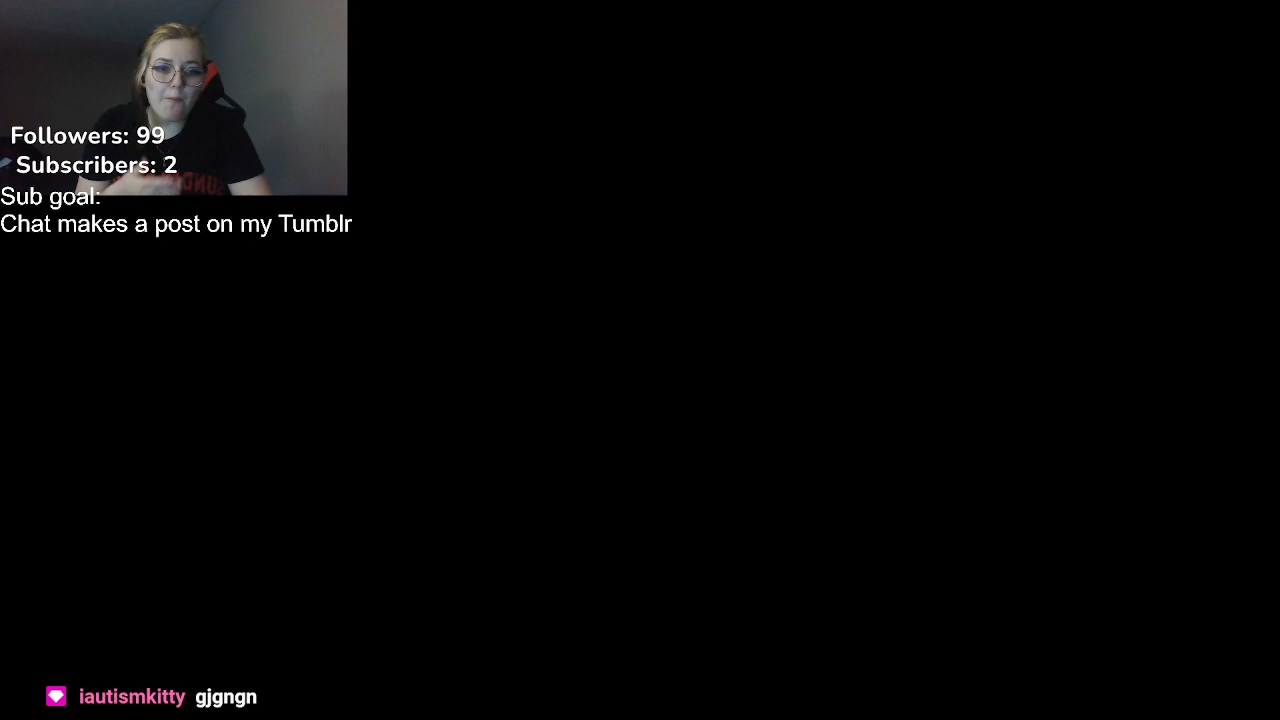 Followers: 99
Subscribers: 2
Sub goal:
Chat makes a post on my Tumblr
iautismkitty gjgngn